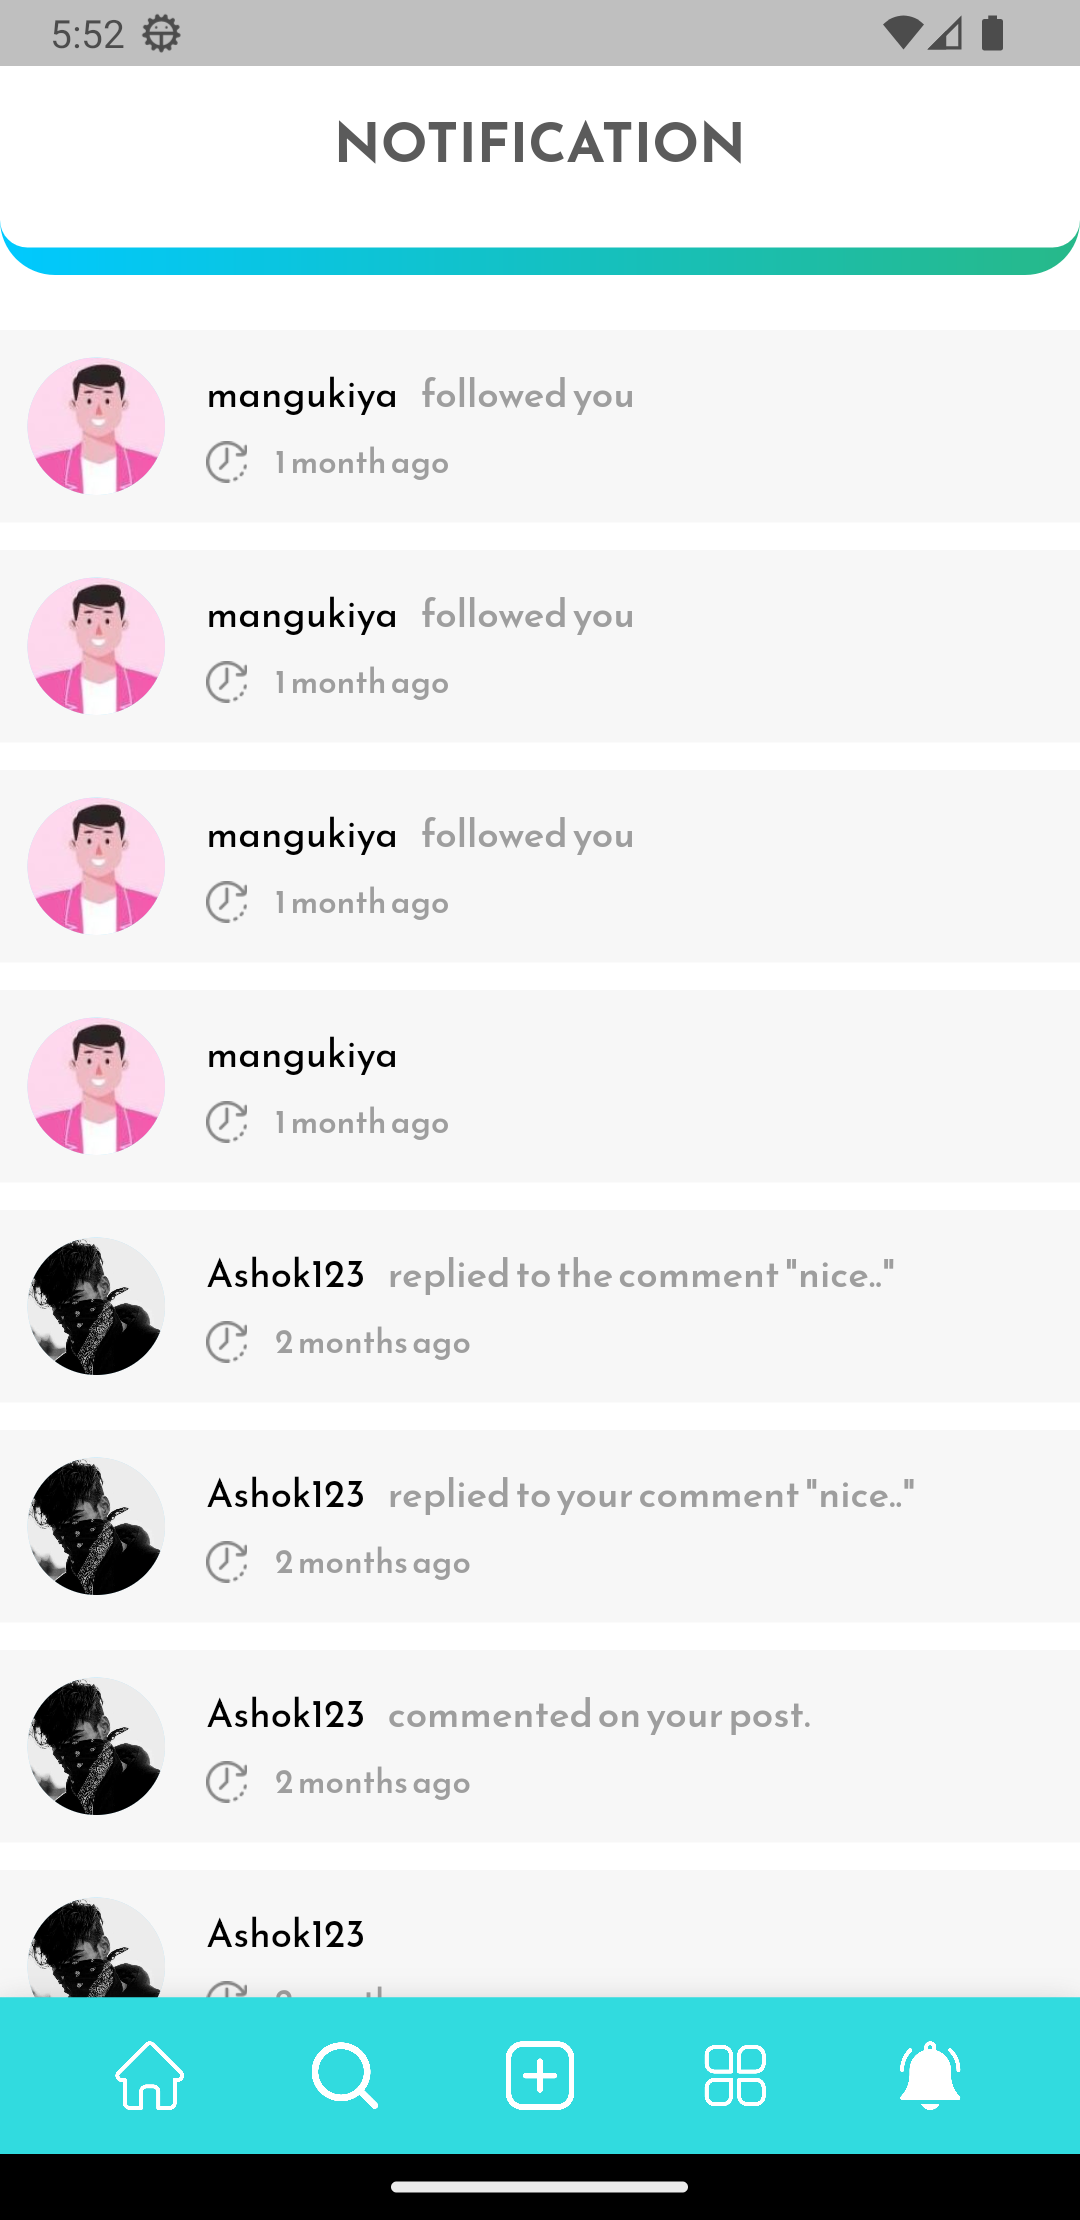 5:52
NOTIFICATION
mangukiya followed you
1 month ago
mangukiya followed you
1 month ago
mangukiya followed you
1 month ago
mangukiya
1 month ago
Ashok123 replied to the comment "nice.."
2 months ago
Ashok123 replied to your comment "nice.."
2 months ago
Ashok123 commented on your post.
2 months ago
Ashok123